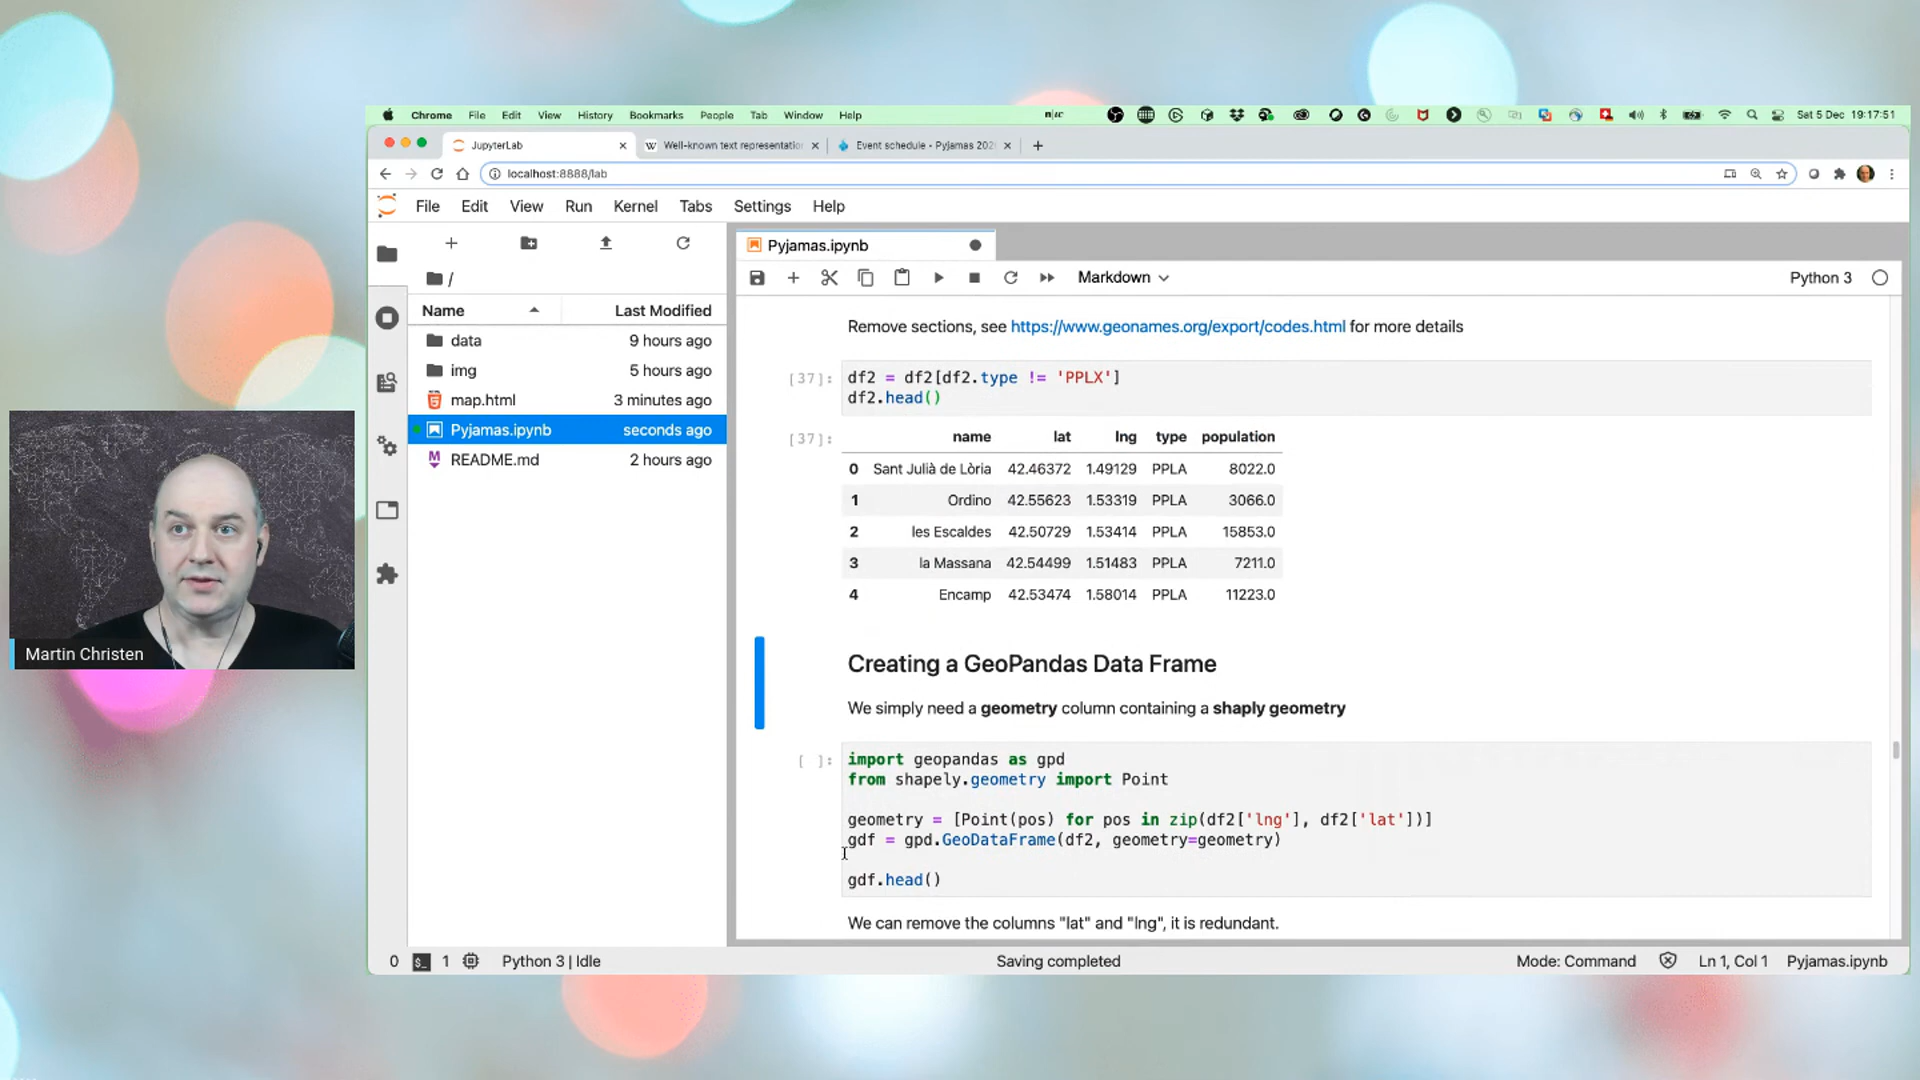 Chrome File Edit View History Bookmarks People Tab Window Help
n|w Sat 5 Dec 19:17:51
JupyterLab
W Well-known text representatio
Event schedule • Pyjamas 202
localhost:8888/lab
File Edit View Run Kernel Tabs Settings Help
/
Name Last Modified
data 9 hours ago
img 5 hours ago
map.html 3 minutes ago
Pyjamas.ipynb seconds ago
README.md 2 hours ago
Pyjamas.ipynb
Markdown Python 3
Remove sections, see https://www.geonames.org/export/codes.html for more details
[37]: df2 = df2[df2.type != 'PPLX']
df2.head()
[37]: name lat lng type population
0 Sant Julià de Lòria 42.46372 1.49129 PPLA 8022.0
1 Ordino 42.55623 1.53319 PPLA 3066.0
2 les Escaldes 42.50729 1.53414 PPLA 15853.0
3 la Massana 42.54499 1.51483 PPLA 7211.0
4 Encamp 42.53474 1.58014 PPLA 11223.0
Creating a GeoPandas Data Frame
We simply need a geometry column containing a shaply geometry
[ ]: import geopandas as gpd
from shapely.geometry import Point
geometry = [Point(pos) for pos in zip(df2['lng'], df2['lat'])]
gdf = gpd.GeoDataFrame(df2, geometry=geometry)
gdf.head()
We can remove the columns "lat" and "lng", it is redundant.
0 $_ 1 Python 3 | Idle Saving completed Mode: Command Ln 1, Col 1 Pyjamas.ipynb
Martin Christen